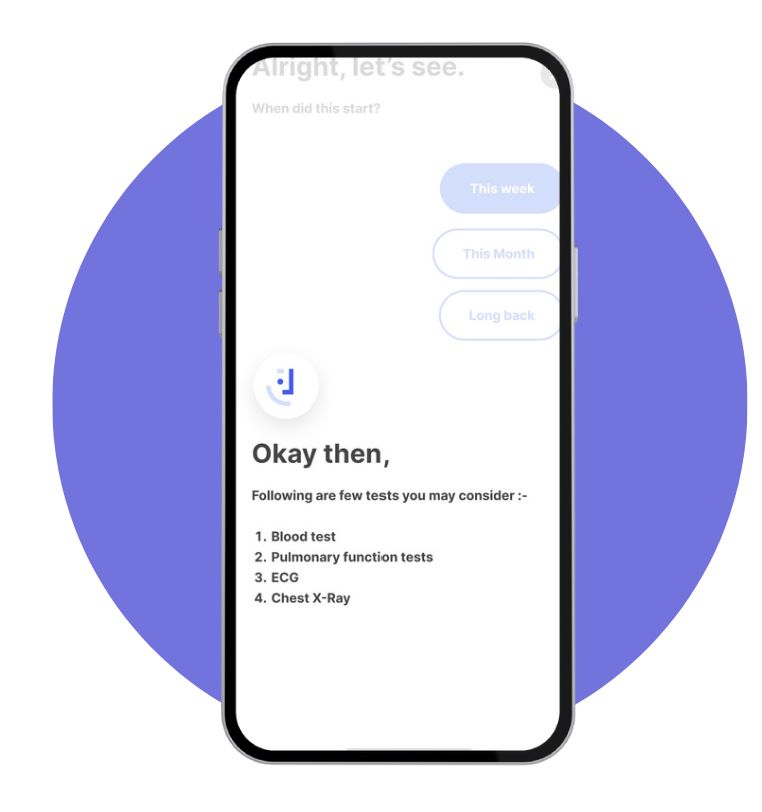 Alright, let's see.
When did this start?
This week
This Month
Long back
Okay then,
Following are few tests you may consider :-
1. Blood test
2. Pulmonary function tests
3. ECG
4. Chest X-Ray